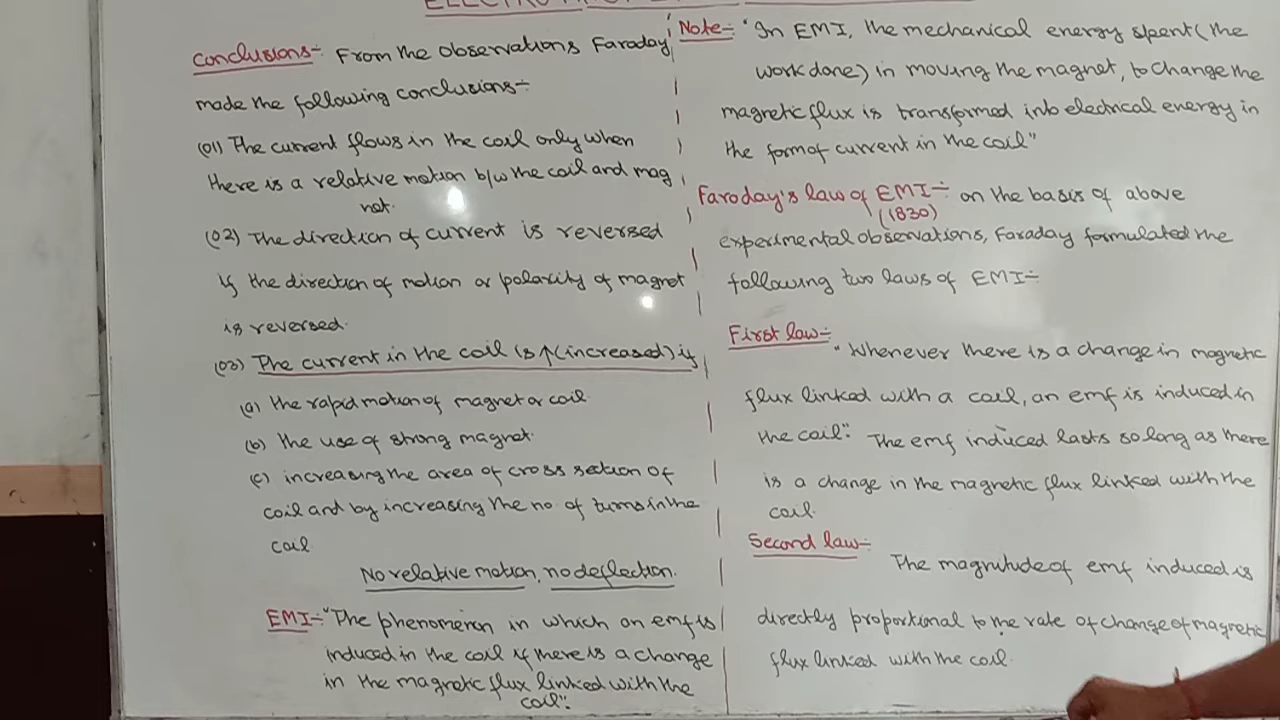 Conclusions:- From the observations Faraday
made the following conclusions:-
(01) The current flows in the coil only when
there is a relative motion b/w the coil and mag
net.
(02) The direction of current is reversed
if the direction of motion or polarity of magnet
is reversed.
(03) The current in the coil is ↑(increased) if
(a) the rapid motion of magnet or coil
(b) the use of strong magnet.
(c) increasing the area of cross section of
coil and by increasing the no. of turns in the
coil
No relative motion, no deflection.
EMI:- "The phenomenon in which an emf is
induced in the coil if there is a change
in the magnetic flux linked with the
coil".
Note:- "In EMI, the mechanical energy spent (the
work done) in moving the magnet, to change the
magnetic flux is transformed into electrical energy in
the form of current in the coil"
Faroday's law of EMI:- on the basis of above
(1830)
experimental observations, Faraday formulated the
following two laws of EMI:-
First law:-
"Whenever there is a change in magnetic
flux linked with a coil, an emf is induced in
the coil". The emf induced lasts so long as there
is a change in the magnetic flux linked with the
coil.
Second law:-
The magnitude of emf induced is
directly proportional to the rate of change of magnetic
flux linked with the coil.